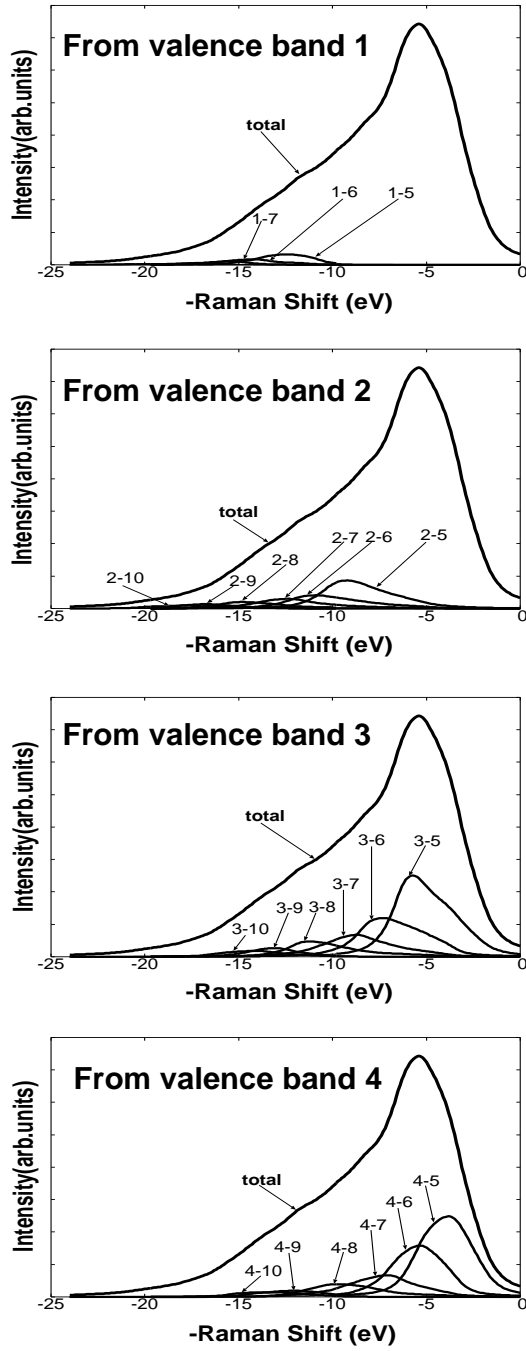 From valence band 1
Intensity(arb.units)
total
1-7
1-6
1-5
-25 -20 -15 -10 -5 0
-Raman Shift (eV)
From valence band 2
Intensity(arb.units)
total
2-10
2-9
2-8
2-7
2-6
2-5
-25 -20 -15 -10 -5 0
-Raman Shift (eV)
From valence band 3
Intensity(arb.units)
total
3-10
3-9
3-8
3-7
3-6
3-5
-25 -20 -15 -10 -5 0
-Raman Shift (eV)
From valence band 4
Intensity(arb.units)
total
4-10
4-9
4-8
4-7
4-6
4-5
-25 -20 -15 -10 -5 0
-Raman Shift (eV)